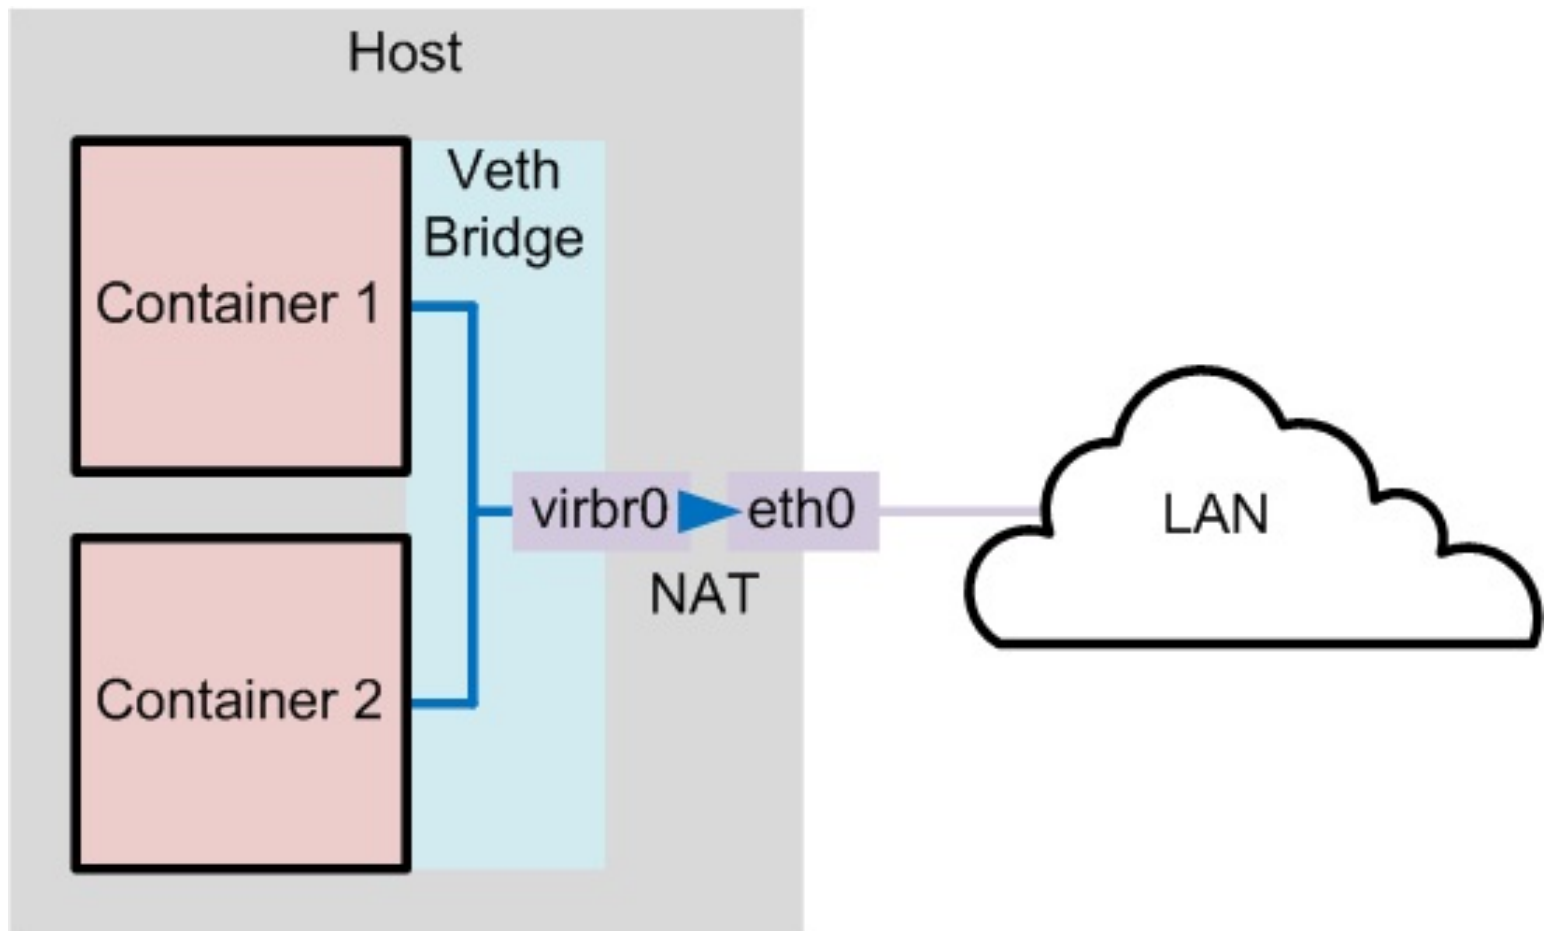 Host
Veth
Bridge
Container 1
virbr0
eth0
LAN
NAT
Container 2